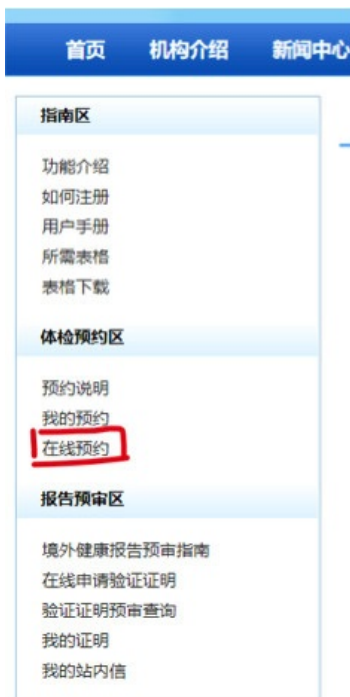 首页 机构介绍 新闻中心
指南区
功能介绍
如何注册
用户手册
所需表格
表格下载
体检预约区
预约说明
我的预约
在线预约
报告预审区
境外健康报告预审指南
在线申请验证证明
验证证明预审查询
我的证明
我的站内信